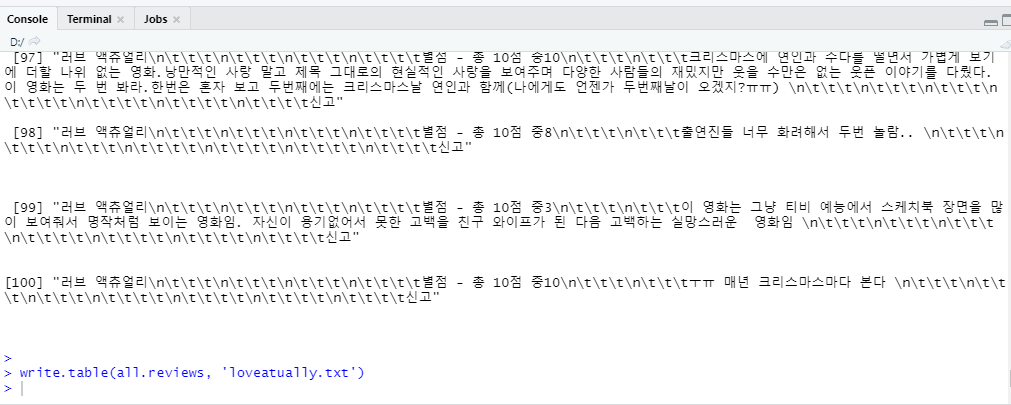 Console Terminal × Jobs ×
D:/
[97] "러브 액츄얼리\n\t\t\t\n\t\t\t\n\t\t\t\n\t\t\t\n\t\t\t\t별점 - 총 10점 중10\n\t\t\t\n\t\t\t크리스마스에 연인과 수다를 떨면서 가볍게 보기
에 더할 나위 없는 영화.낭만적인 사랑 말고 제목 그대로의 현실적인 사랑을 보여주며 다양한 사람들의 재밌지만 웃을 수만은 없는 웃픈 이야기를 다뤘다.
이 영화는 두 번 봐라.한번은 혼자 보고 두번째에는 크리스마스날 연인과 함께(나에게도 언젠가 두번째날이 오겠지?ㅠㅠ) \n\t\t\t\n\t\t\t\n\t\t\t\n
\t\t\t\t\n\t\t\t\t\n\t\t\t\t\n\t\t\t\t신고"
[98] "러브 액츄얼리\n\t\t\t\n\t\t\t\n\t\t\t\n\t\t\t\n\t\t\t\t별점 - 총 10점 중8\n\t\t\t\n\t\t\t출연진들 너무 화려해서 두번 놀람.. \n\t\t\t\n
\t\t\t\n\t\t\t\n\t\t\t\t\n\t\t\t\t\n\t\t\t\t\n\t\t\t\t신고"
[99] "러브 액츄얼리\n\t\t\t\n\t\t\t\n\t\t\t\n\t\t\t\n\t\t\t\t별점 - 총 10점 중3\n\t\t\t\n\t\t\t이 영화는 그냥 티비 예능에서 스케치북 장면을 많
이 보여줘서 명작처럼 보이는 영화임. 자신이 용기없어서 못한 고백을 친구 와이프가 된 다음 고백하는 실망스러운  영화임 \n\t\t\t\n\t\t\t\n\t\t\t
\n\t\t\t\t\n\t\t\t\t\n\t\t\t\t\n\t\t\t\t신고"
[100] "러브 액츄얼리\n\t\t\t\n\t\t\t\n\t\t\t\n\t\t\t\n\t\t\t\t별점 - 총 10점 중10\n\t\t\t\n\t\t\tㅜㅠ 매년 크리스마스마다 본다 \n\t\t\t\n\t\t
\t\n\t\t\t\n\t\t\t\t\n\t\t\t\t\n\t\t\t\t\n\t\t\t\t신고"
>
> write.table(all.reviews, 'loveatually.txt')
>